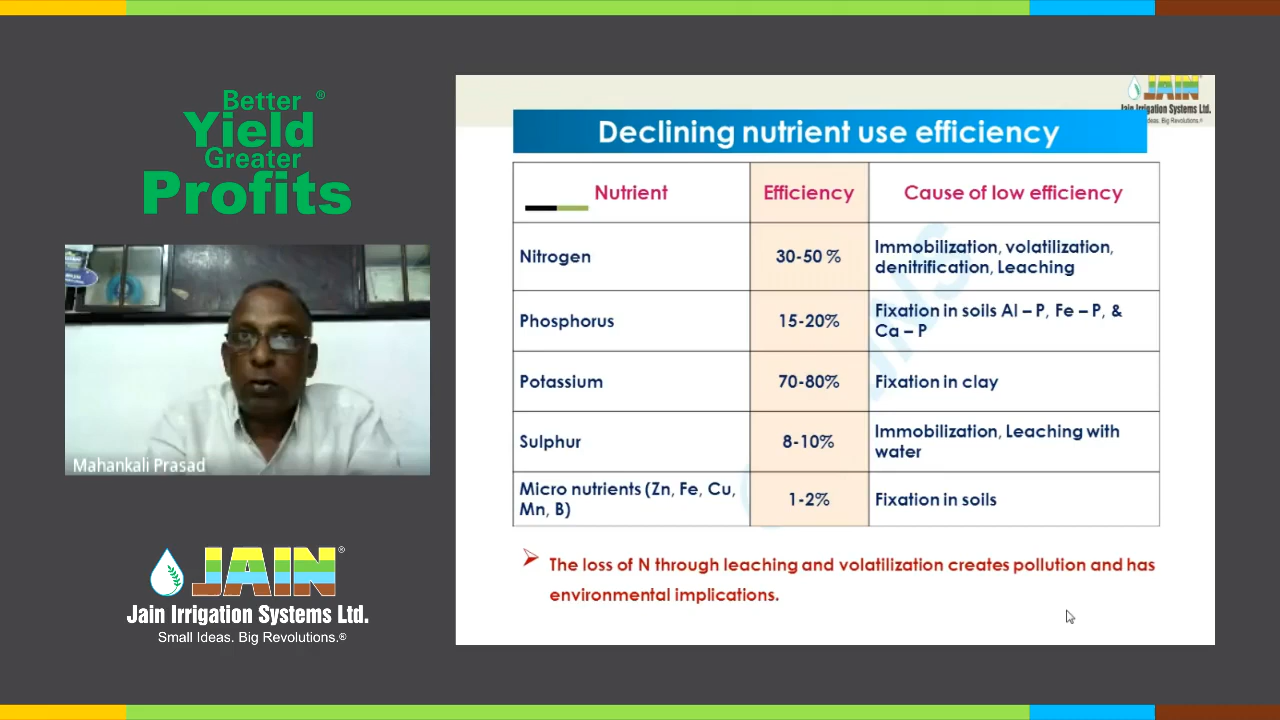 Better ®
Yield
Greater
Profits
Mahankali Prasad
JAIN®
Jain Irrigation Systems Ltd.
Small Ideas. Big Revolutions.®
JAIN
Jain Irrigation Systems Ltd.
Ideas. Big Revolutions.®
Declining nutrient use efficiency
Nutrient Efficiency Cause of low efficiency
Nitrogen 30-50 % Immobilization, volatilization,
denitrification, Leaching
Phosphorus 15-20% Fixation in soils Al – P, Fe – P, &
Ca – P
Potassium 70-80% Fixation in clay
Sulphur 8-10% Immobilization, Leaching with
water
Micro nutrients (Zn, Fe, Cu,
Mn, B) 1-2% Fixation in soils
➢ The loss of N through leaching and volatilization creates pollution and has
environmental implications.